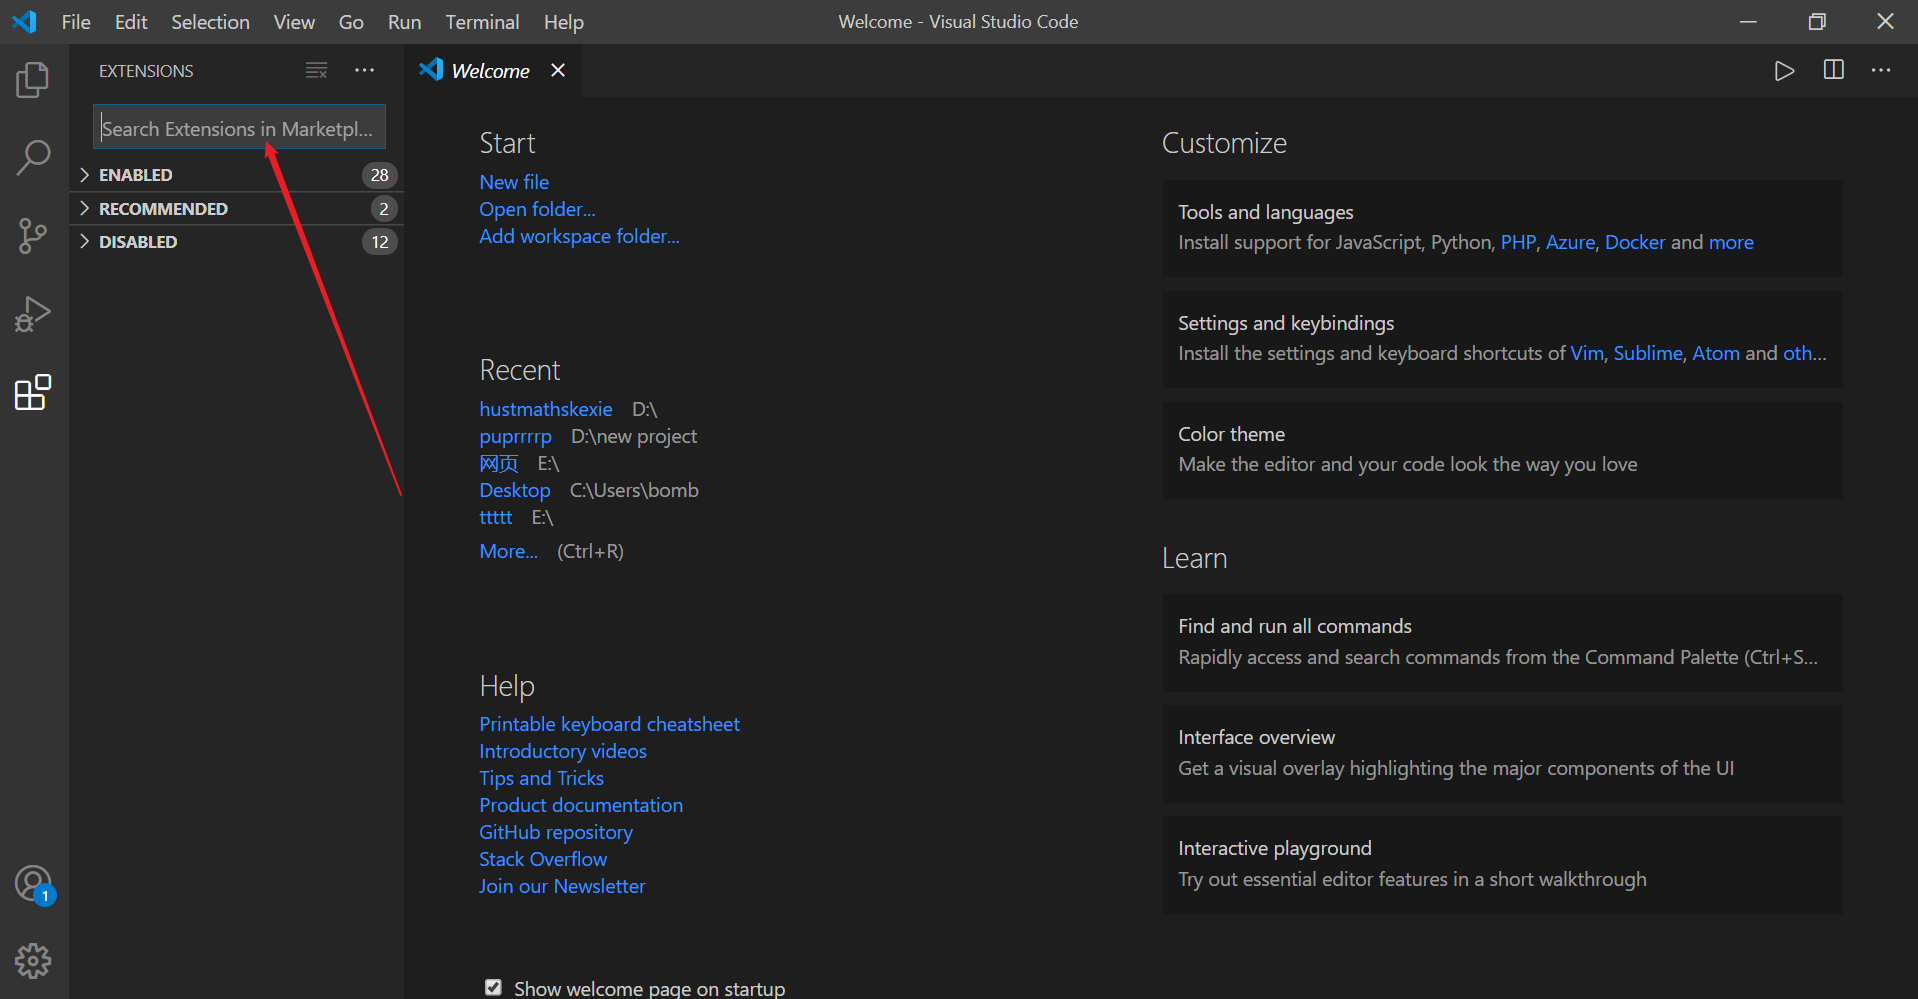 File Edit Selection View Go Run Terminal Help
Welcome - Visual Studio Code
EXTENSIONS
Search Extensions in Marketpl...
ENABLED 28
RECOMMENDED 2
DISABLED 12
1
Welcome
Start
New file
Open folder...
Add workspace folder...
Recent
hustmathskexie D:\
puprrrrp D:\new project
网页 E:\
Desktop C:\Users\bomb
ttttt E:\
More... (Ctrl+R)
Help
Printable keyboard cheatsheet
Introductory videos
Tips and Tricks
Product documentation
GitHub repository
Stack Overflow
Join our Newsletter
Show welcome page on startup
Customize
Tools and languages
Install support for JavaScript, Python, PHP, Azure, Docker and more
Settings and keybindings
Install the settings and keyboard shortcuts of Vim, Sublime, Atom and oth...
Color theme
Make the editor and your code look the way you love
Learn
Find and run all commands
Rapidly access and search commands from the Command Palette (Ctrl+S...
Interface overview
Get a visual overlay highlighting the major components of the UI
Interactive playground
Try out essential editor features in a short walkthrough